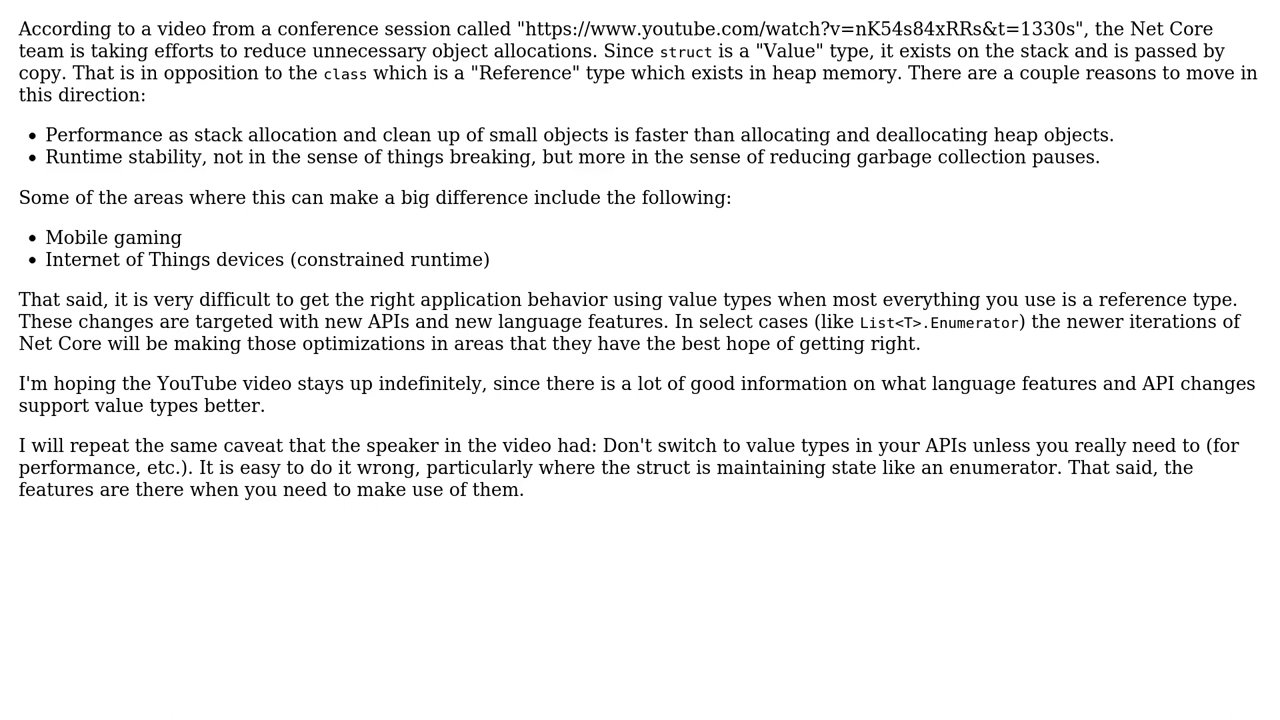 According to a video from a conference session called "https://www.youtube.com/watch?v=nK54s84xRRs&t=1330s", the Net Core
team is taking efforts to reduce unnecessary object allocations. Since struct is a "Value" type, it exists on the stack and is passed by
copy. That is in opposition to the class which is a "Reference" type which exists in heap memory. There are a couple reasons to move in
this direction:
• Performance as stack allocation and clean up of small objects is faster than allocating and deallocating heap objects.
• Runtime stability, not in the sense of things breaking, but more in the sense of reducing garbage collection pauses.
Some of the areas where this can make a big difference include the following:
• Mobile gaming
• Internet of Things devices (constrained runtime)
That said, it is very difficult to get the right application behavior using value types when most everything you use is a reference type.
These changes are targeted with new APIs and new language features. In select cases (like List<T>.Enumerator) the newer iterations of
Net Core will be making those optimizations in areas that they have the best hope of getting right.
I'm hoping the YouTube video stays up indefinitely, since there is a lot of good information on what language features and API changes
support value types better.
I will repeat the same caveat that the speaker in the video had: Don't switch to value types in your APIs unless you really need to (for
performance, etc.). It is easy to do it wrong, particularly where the struct is maintaining state like an enumerator. That said, the
features are there when you need to make use of them.